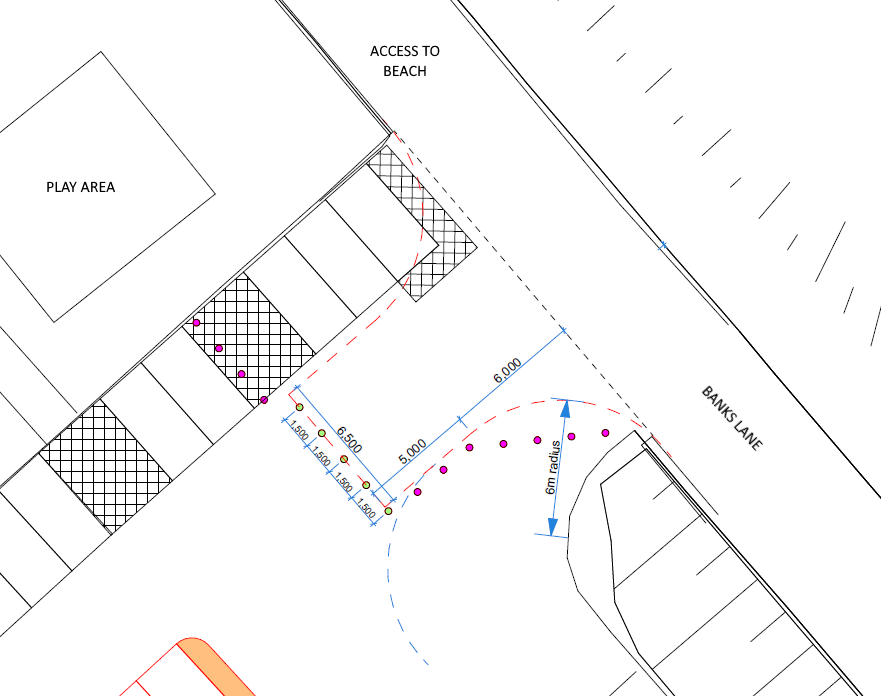 ACCESS TO
BEACH
PLAY AREA
6,000
BANKS LANE
6,500
5,000
1,500
1,500
1,500
1,500
6m radius